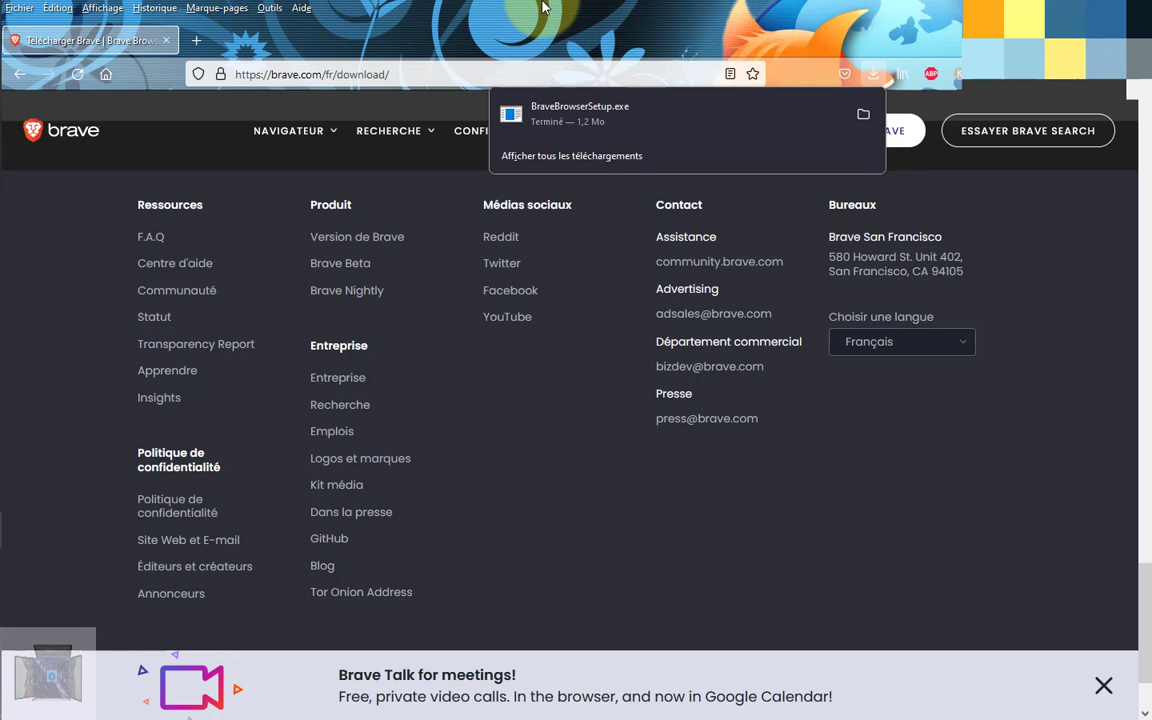 Fichier Édition Affichage Historique Marque-pages Outils Aide
Télécharger Brave | Brave Brows
https://brave.com/fr/download/
ABP
BraveBrowserSetup.exe
Terminé — 1,2 Mo
Afficher tous les téléchargements
brave
NAVIGATEUR
RECHERCHE
CONFI
AVE
ESSAYER BRAVE SEARCH
Ressources
F.A.Q
Centre d'aide
Communauté
Statut
Transparency Report
Apprendre
Insights
Politique de
confidentialité
Politique de
confidentialité
Site Web et E-mail
Éditeurs et créateurs
Annonceurs
Produit
Version de Brave
Brave Beta
Brave Nightly
Entreprise
Entreprise
Recherche
Emplois
Logos et marques
Kit média
Dans la presse
GitHub
Blog
Tor Onion Address
Médias sociaux
Reddit
Twitter
Facebook
YouTube
Contact
Assistance
community.brave.com
Advertising
adsales@brave.com
Département commercial
bizdev@brave.com
Presse
press@brave.com
Bureaux
Brave San Francisco
580 Howard St. Unit 402,
San Francisco, CA 94105
Choisir une langue
Français
Brave Talk for meetings!
Free, private video calls. In the browser, and now in Google Calendar!